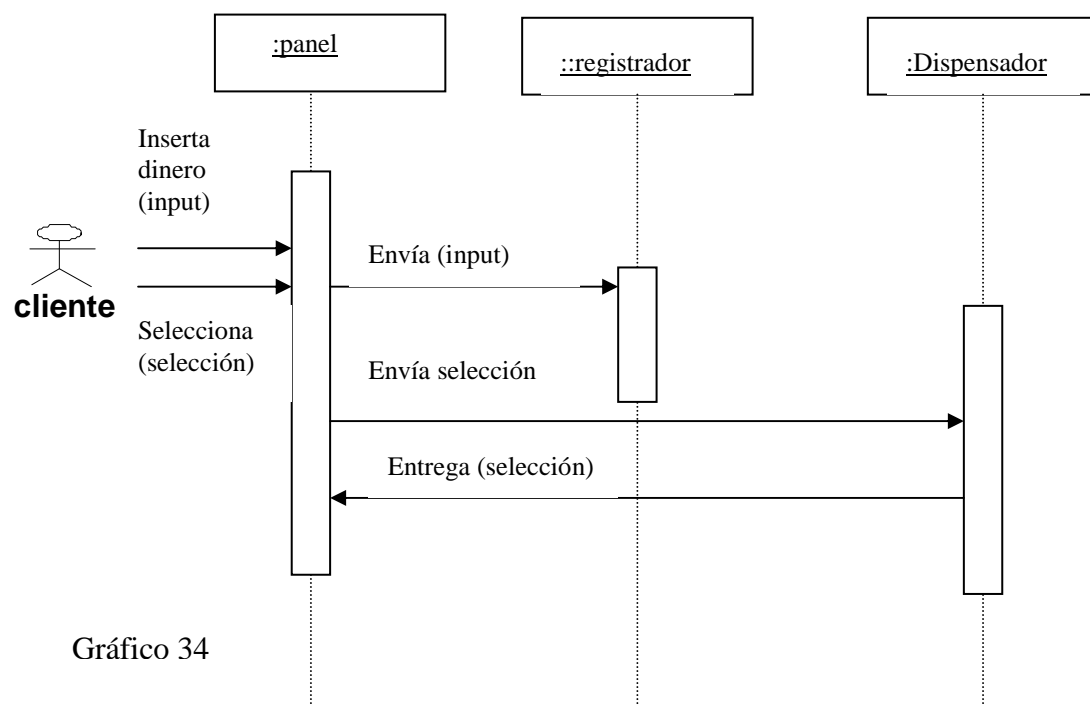 :panel
::registrador
:Dispensador
Inserta
dinero
(input)
Envía (input)
cliente
Selecciona
(selección)
Envía selección
Entrega (selección)
Gráfico 34